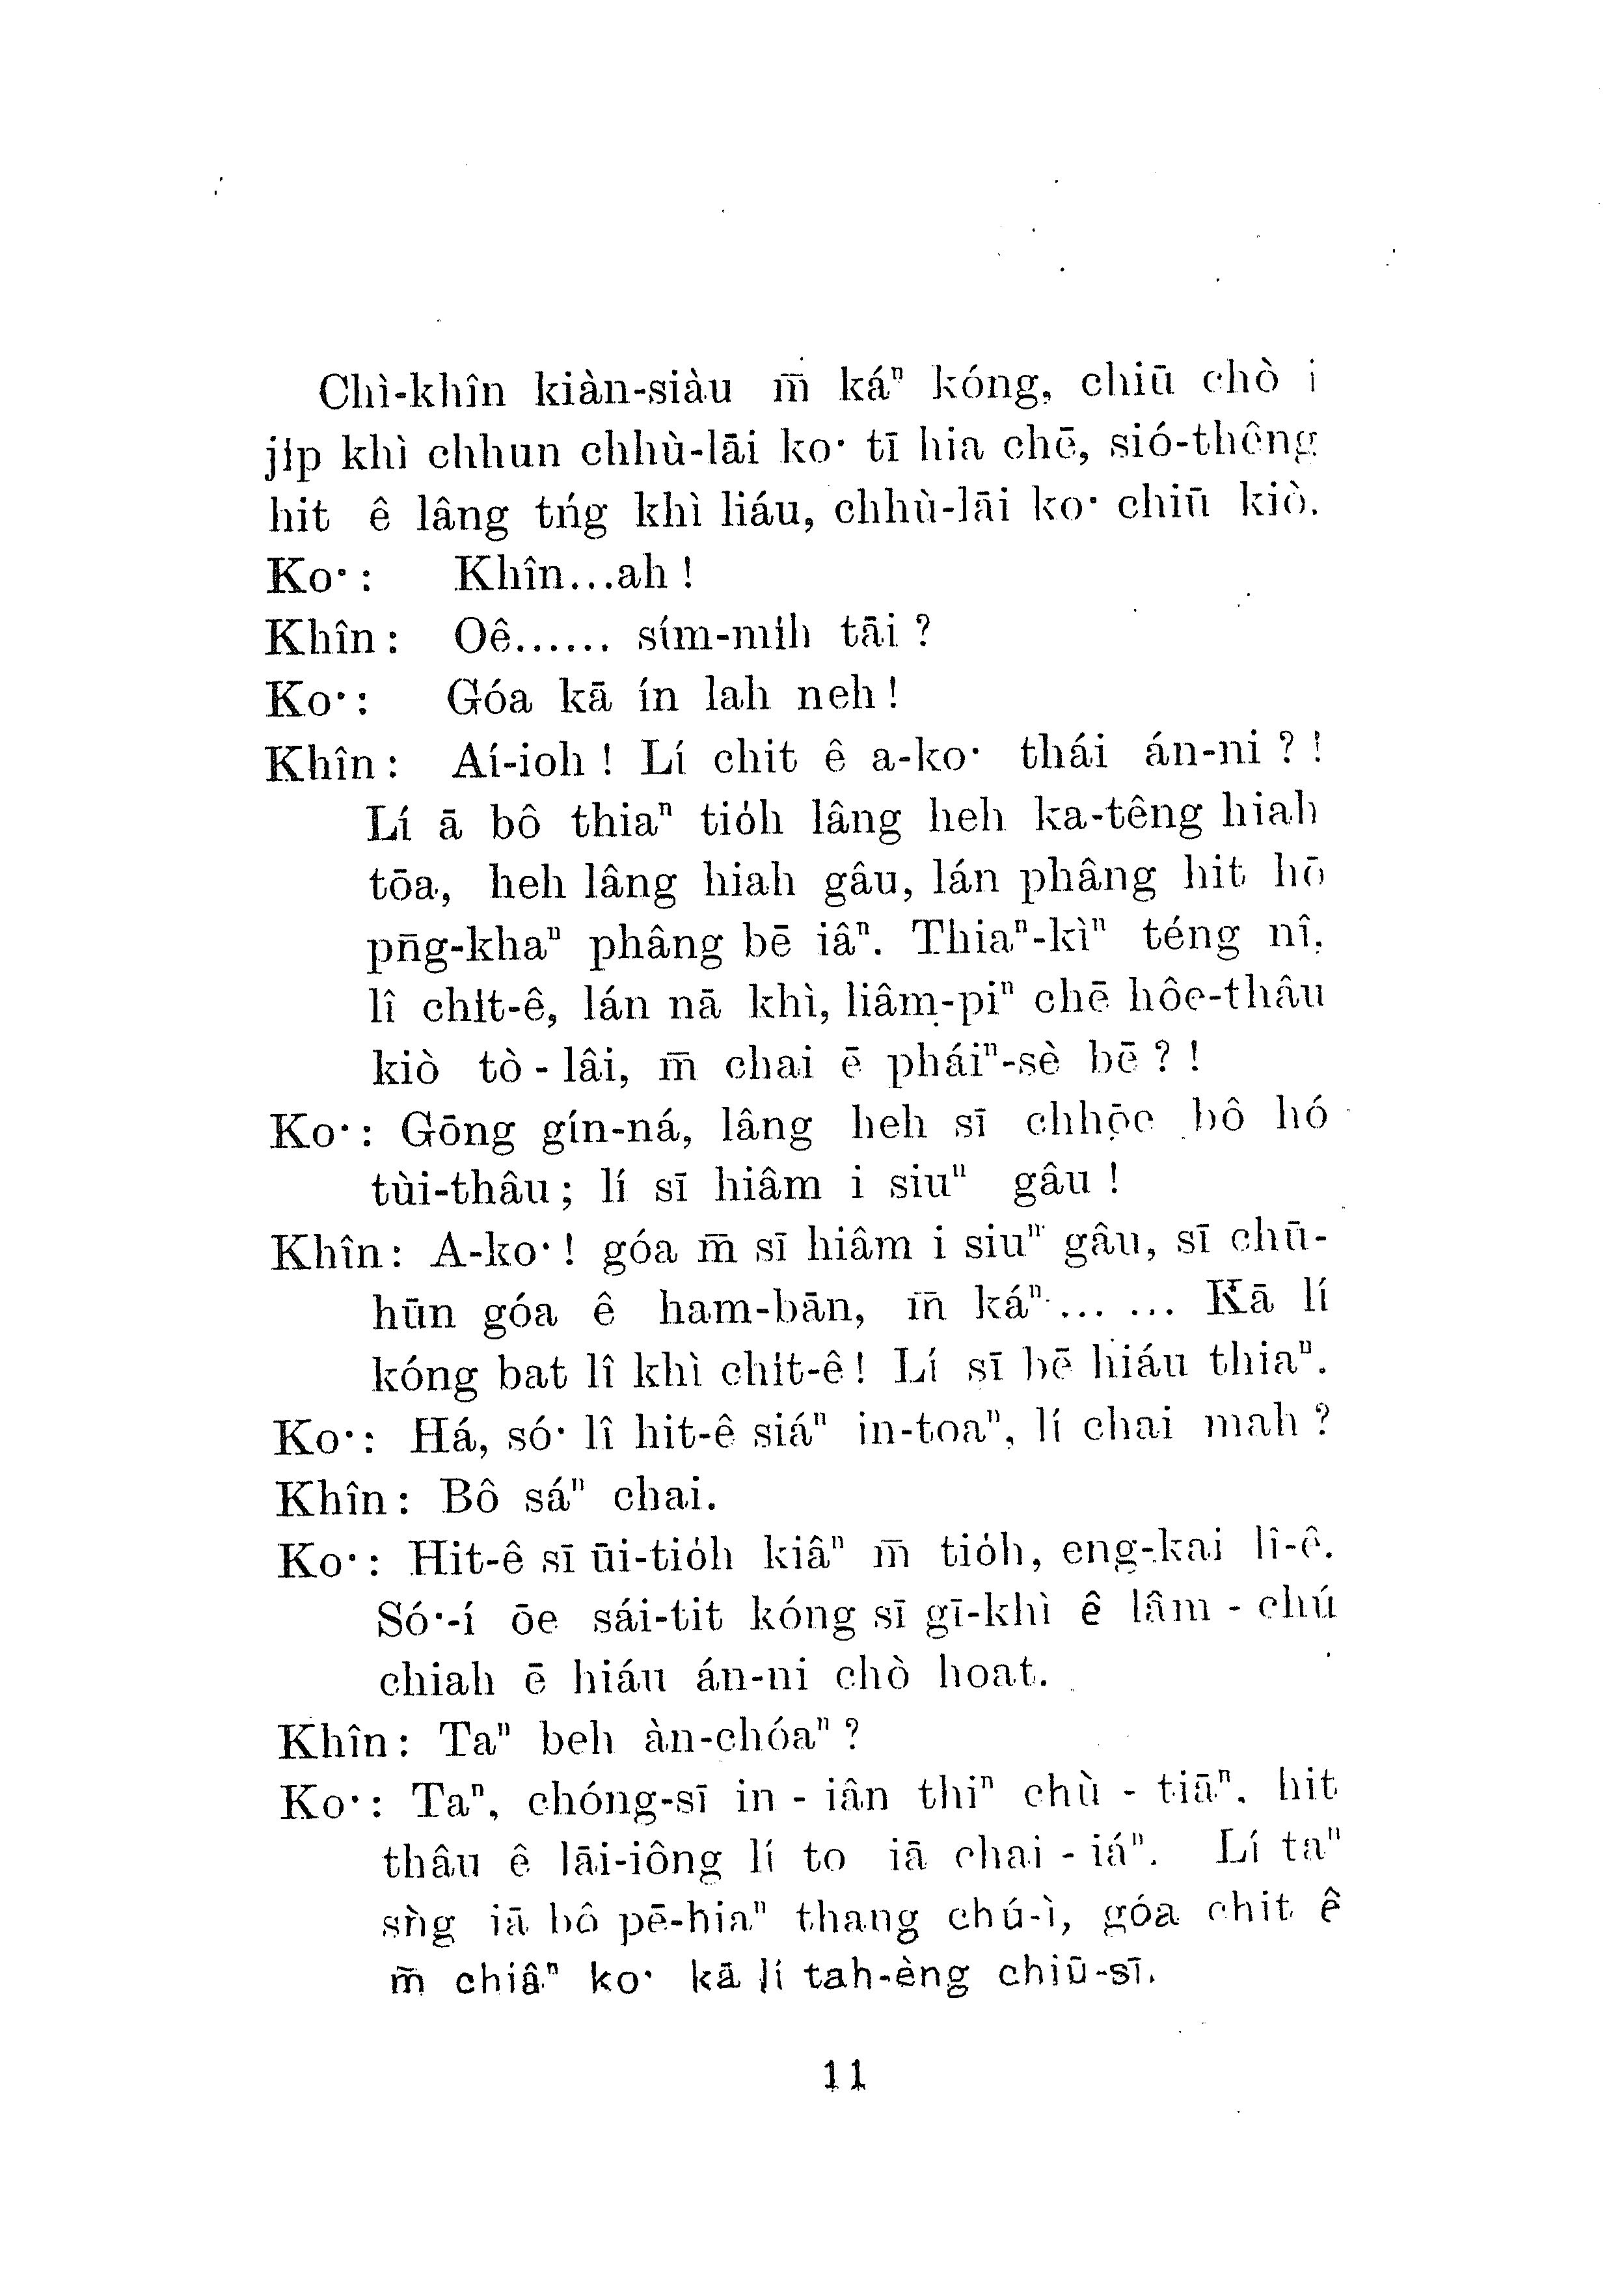 Chì-khîn kiàn-siàu m̄ káⁿ kóng, chiū chò i
ji̍p khì chhun chhù-lāi ko͘ tī hia chē, sió-thêng
hit ê lâng tńg khì liáu, chhù-lāi ko͘ chiū kiò.
Ko͘ : Khîn...ah !
Khîn : Oê...... sím-mi̍h tāi ?
Ko͘ : Góa kā ín lah neh !
Khîn : Aí-ioh ! Lí chit ê a-ko͘ thái án-ni ? !
Lí ā bô thiaⁿ tio̍h lâng heh ka-têng hiah
tōa, heh lâng hiah gâu, lán phâng hit hō
pn̄g-khaⁿ phâng bē iâⁿ. Thiaⁿ-kìⁿ téng nî,
lî chi̍t-ê, lán nā khì, liâm-piⁿ chē hôe-thâu
kiò tò - lâi, m̄ chai ē pháiⁿ-sè bē ? !
Ko͘ : Gōng gín-ná, lâng heh sī chhōe bô hó
tùi-thâu ; lí sī hiâm i siuⁿ gâu !
Khîn : A-ko͘ ! góa m̄ sī hiâm i siuⁿ gâu, sī chū-
hūn góa ê ham-bān, m̄ káⁿ ... ... Kā lí
kóng bat lî khì chi̍t-ê ! Lí sī bē hiáu thiaⁿ.
Ko͘ : Há, só͘ lî hit-ê siáⁿ in-toaⁿ, lí chai mah ?
Khîn : Bô sáⁿ chai.
Ko͘ : Hit-ê sī ūi-tio̍h kiâⁿ m̄ tio̍h, eng-kai lî-ê.
Só͘-í ōe sái-tit kóng sī gī-khì ê lâm - chú
chiah ē hiáu án-ni chò hoat.
Khîn : Taⁿ beh àn-chóaⁿ ?
Ko͘ : Taⁿ, chóng-sī in - iân thiⁿ chù - tiāⁿ, hit
thâu ê lāi-iông lí to iā chai - iáⁿ. Lí taⁿ
sǹg iā bô pē-hiaⁿ thang chú-ì, góa chit ê
m̄ chiâⁿ ko͘ kā lí tah-èng chiū-sī.
11